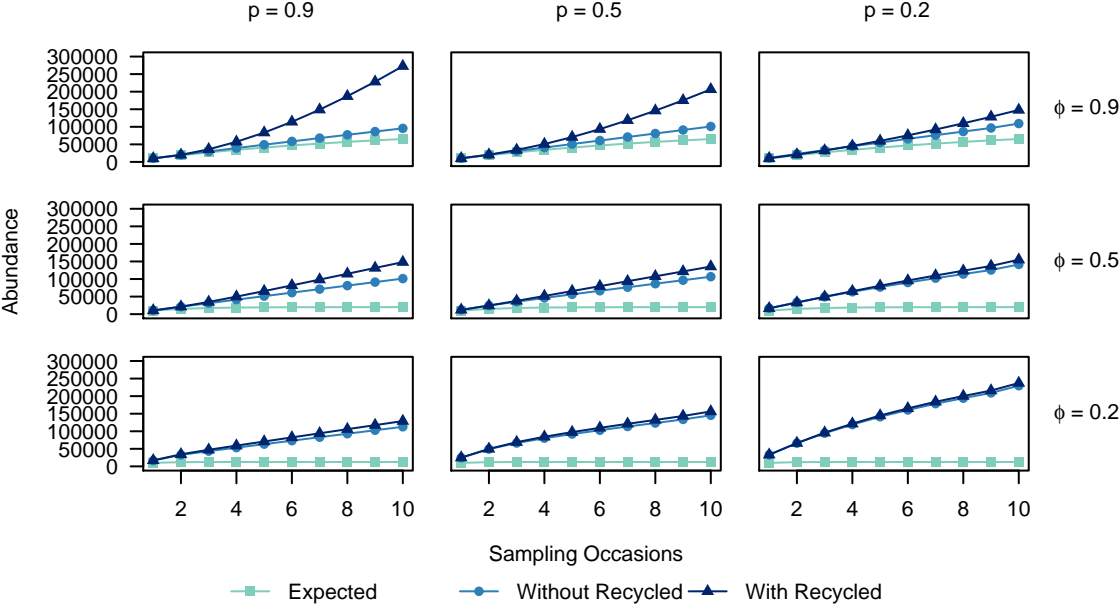 p = 0.9 p = 0.5 p = 0.2
300000
250000
200000
150000
100000
50000
0
ϕ = 0.9
300000
250000
200000
150000
100000
50000
0
ϕ = 0.5
300000
250000
200000
150000
100000
50000
0
ϕ = 0.2
Abundance
2 4 6 8 10 2 4 6 8 10 2 4 6 8 10
Sampling Occasions
Expected Without Recycled With Recycled